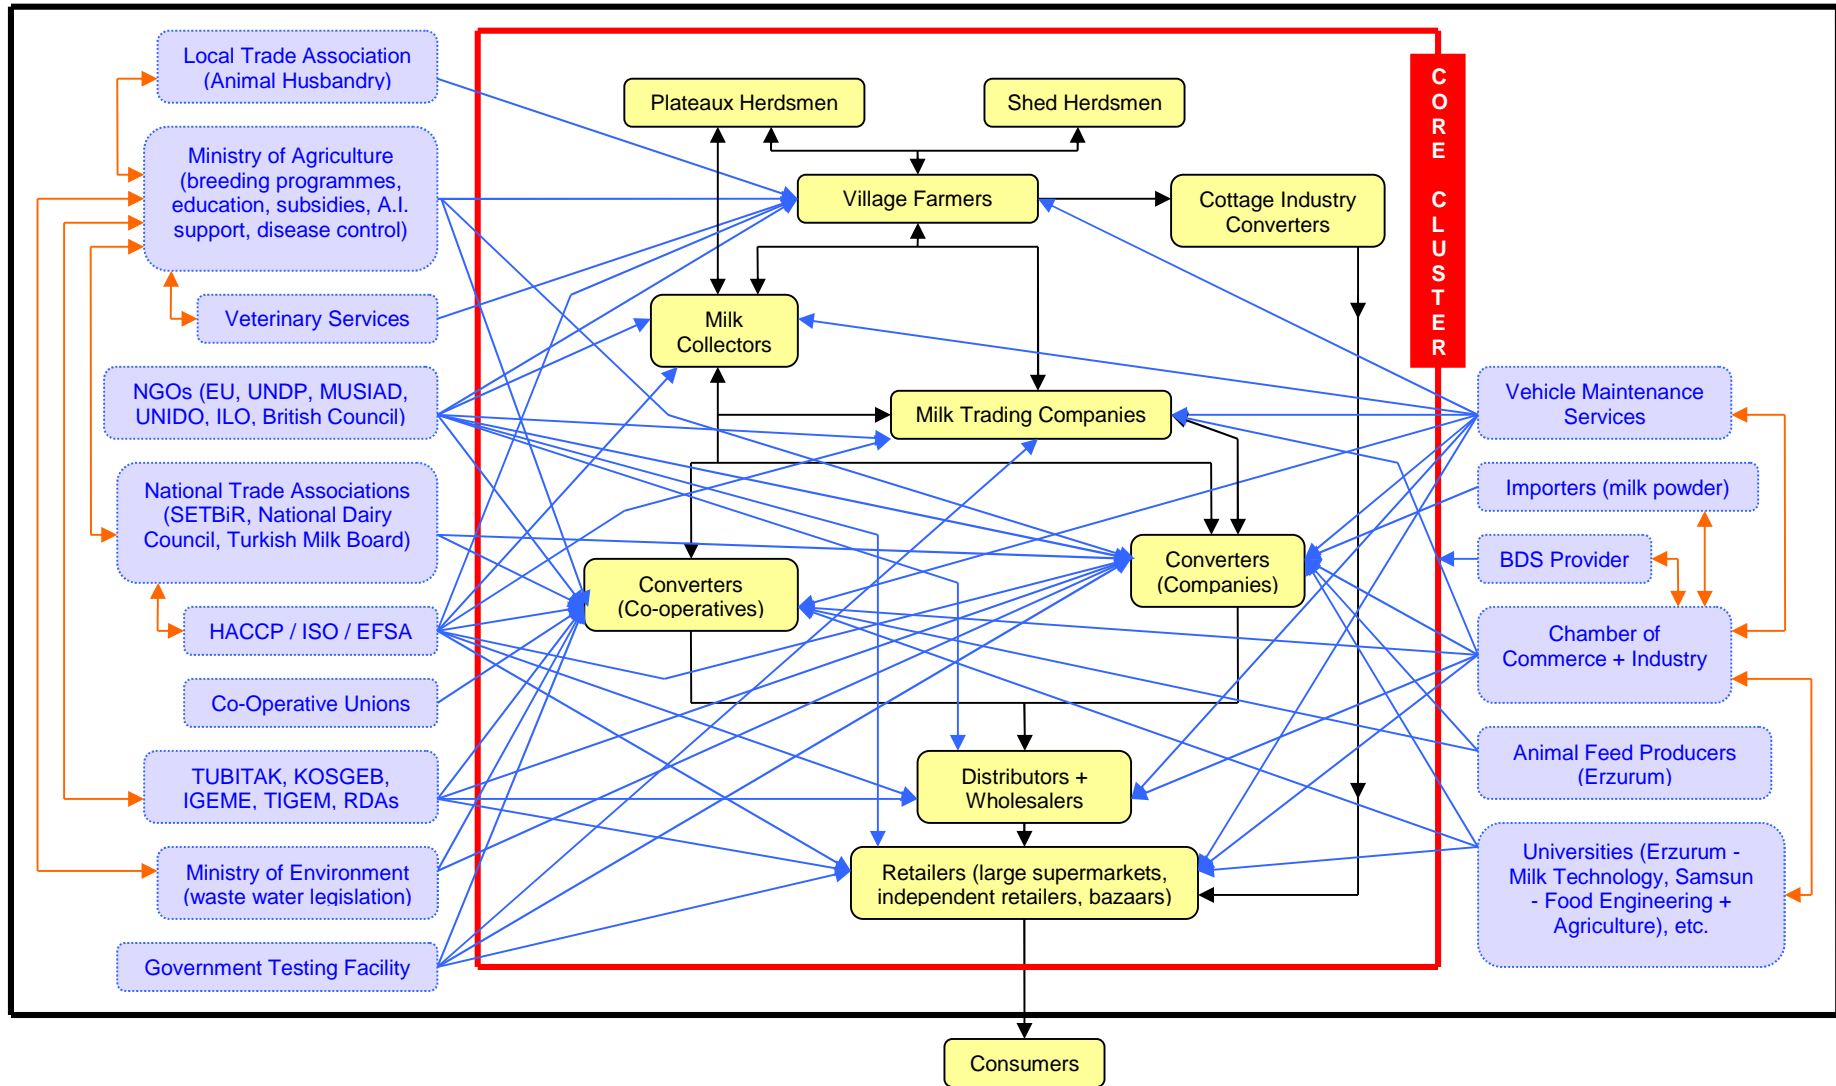 Local Trade Association
(Animal Husbandry)
Ministry of Agriculture
(breeding programmes,
education, subsidies, A.I.
support, disease control)
Veterinary Services
NGOs (EU, UNDP, MUSIAD,
UNIDO, ILO, British Council)
National Trade Associations
(SETBiR, National Dairy
Council, Turkish Milk Board)
HACCP / ISO / EFSA
Co-Operative Unions
TUBITAK, KOSGEB,
IGEME, TIGEM, RDAs
Ministry of Environment
(waste water legislation)
Government Testing Facility
Plateaux Herdsmen
Shed Herdsmen
Village Farmers
Cottage Industry
Converters
Milk
Collectors
Milk Trading Companies
Converters
(Co-operatives)
Converters
(Companies)
Distributors +
Wholesalers
Retailers (large supermarkets,
independent retailers, bazaars)
Consumers
C
O
R
E
C
L
U
S
T
E
R
Vehicle Maintenance
Services
Importers (milk powder)
BDS Provider
Chamber of
Commerce + Industry
Animal Feed Producers
(Erzurum)
Universities (Erzurum -
Milk Technology, Samsun
- Food Engineering +
Agriculture), etc.